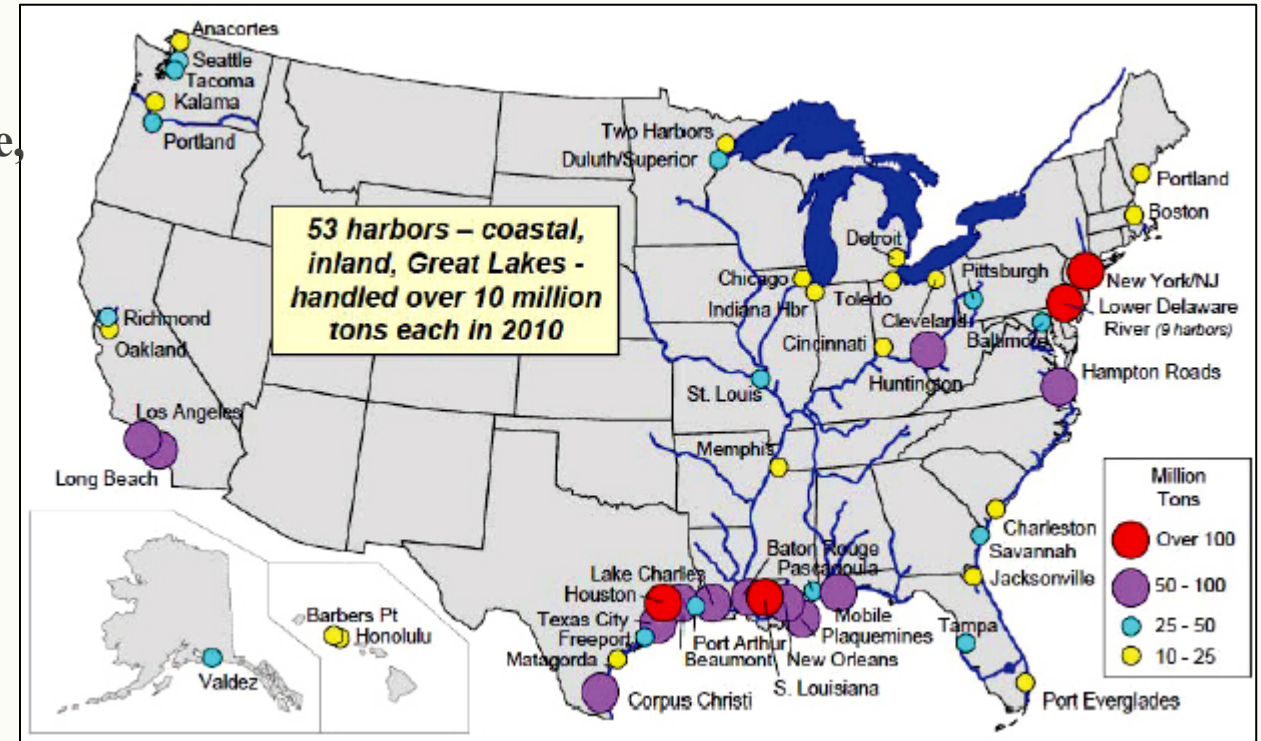 Anacortes
Seattle
Tacoma
Kalama
Portland
e,
Two Harbors
Duluth/Superior
Portland
Boston
53 harbors – coastal,
inland, Great Lakes -
handled over 10 million
tons each in 2010
Detroit
Chicago
Indiana Hbr
Toledo
Cleveland
Pittsburgh
New York/NJ
Lower Delaware
River (9 harbors)
Baltimore
Richmond
Oakland
Cincinnati
Huntington
Hampton Roads
St. Louis
Los Angeles
Long Beach
Memphis
Million
Tons
Over 100
50 - 100
25 - 50
10 - 25
Charleston
Savannah
Jacksonville
Baton Rouge
Pascagoula
Lake Charles
Houston
Texas City
Freeport
Matagorda
Port Arthur
Beaumont
New Orleans
S. Louisiana
Mobile
Plaquemines
Tampa
Corpus Christi
Port Everglades
Barbers Pt
Honolulu
Valdez